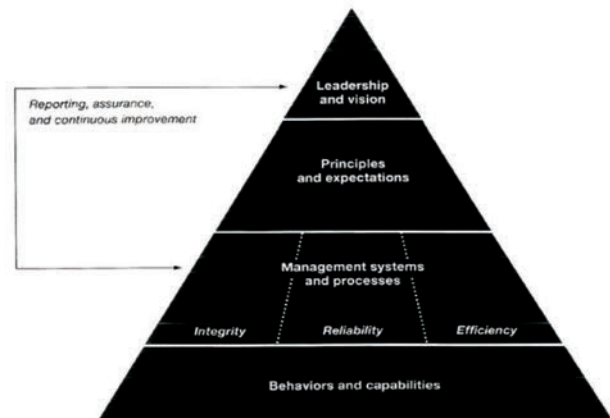 Leadership
and vision
Reporting, assurance,
and continuous improvement
Principles
and expectations
Management systems
and processes
Integrity Reliability Efficiency
Behaviors and capabilities